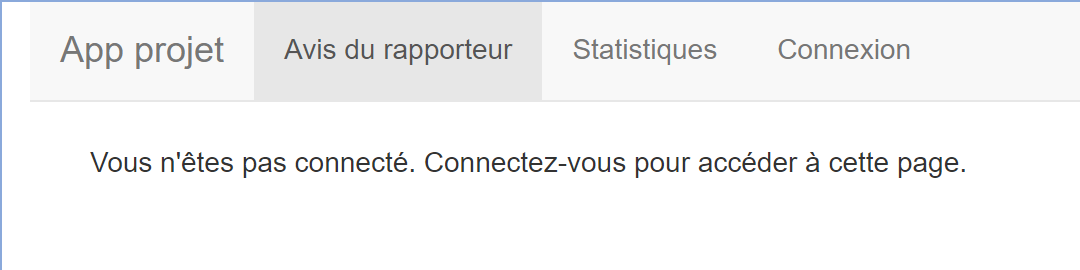 App projet Avis du rapporteur Statistiques Connexion
Vous n'êtes pas connecté. Connectez-vous pour accéder à cette page.